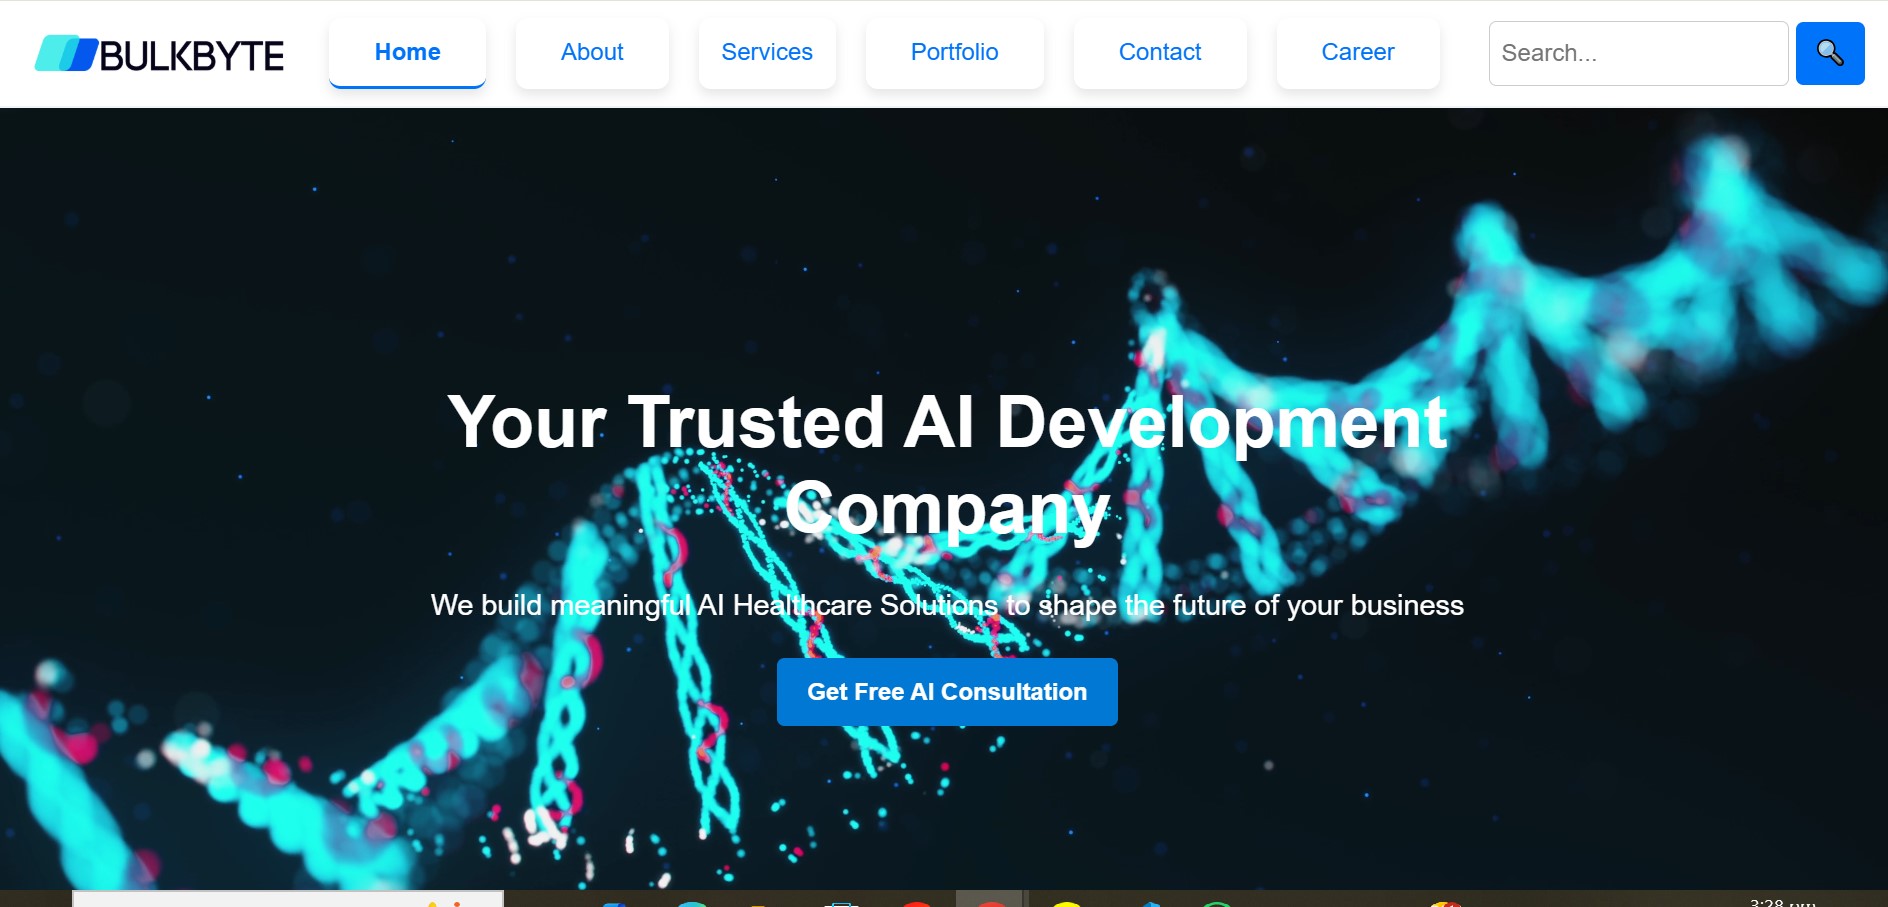 BULKBYTE
Home
About
Services
Portfolio
Contact
Career
Search...
Your Trusted AI Development
Company
We build meaningful AI Healthcare Solutions to shape the future of your business
Get Free AI Consultation